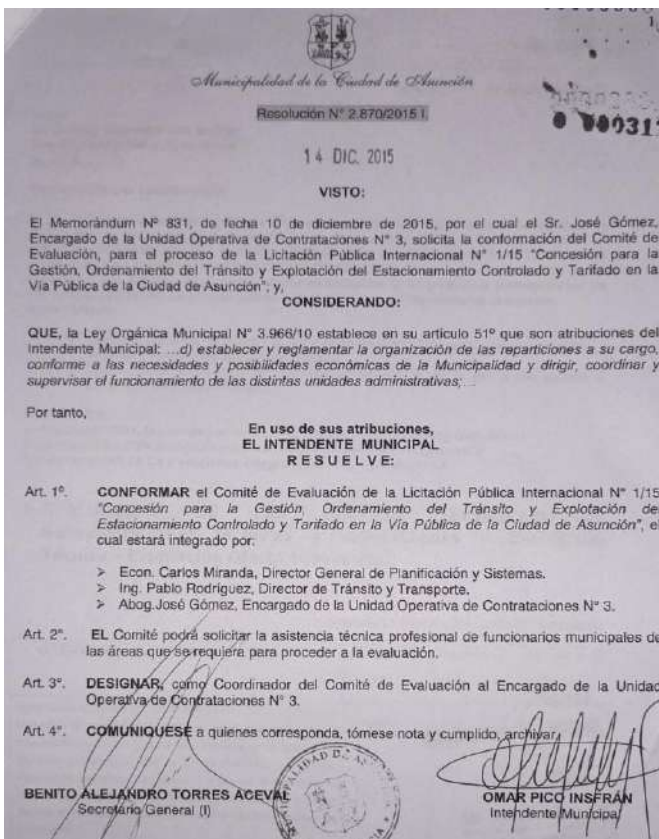 Municipalidad de la Ciudad de Asunción
Resolución N° 2.870/2015 I.
14 DIC. 2015
VISTO:
El Memorándum Nº 831, de fecha 10 de diciembre de 2015, por el cual el Sr. José Gómez,
Encargado de la Unidad Operativa de Contrataciones N° 3, solicita la conformación del Comité de
Evaluación, para el proceso de la Licitación Pública Internacional N° 1/15 "Concesión para la
Gestión, Ordenamiento del Tránsito y Explotación del Estacionamiento Controlado y Tarifado en la
Vía Pública de la Ciudad de Asunción"; y,
CONSIDERANDO:
QUE, la Ley Orgánica Municipal N° 3.966/10 establece en su artículo 51º que son atribuciones del
Intendente Municipal: ...d) establecer y reglamentar la organización de las reparticiones a su cargo,
conforme a las necesidades y posibilidades económicas de la Municipalidad y dirigir, coordinar y
supervisar el funcionamiento de las distintas unidades administrativas;...
Por tanto,
En uso de sus atribuciones,
EL INTENDENTE MUNICIPAL
RESUELVE:
Art. 1º. CONFORMAR el Comité de Evaluación de la Licitación Pública Internacional N° 1/15
"Concesión para la Gestión, Ordenamiento del Tránsito y Explotación de
Estacionamiento Controlado y Tarifado en la Vía Pública de la Ciudad de Asunción", e
cual estará integrado por:
➢ Econ. Carlos Miranda, Director General de Planificación y Sistemas.
➢ Ing. Pablo Rodríguez, Director de Tránsito y Transporte.
➢ Abog.José Gómez, Encargado de la Unidad Operativa de Contrataciones N° 3.
Art. 2º. EL Comité podrá solicitar la asistencia técnica profesional de funcionarios municipales de
las áreas que se requiera para proceder a la evaluación.
Art. 3º. DESIGNAR, como Coordinador del Comité de Evaluación al Encargado de la Unidad
Operativa de Contrataciones N° 3.
Art. 4º. COMUNIQUESE a quienes corresponda, tómese nota y cumplido, archivar.
BENITO ALEJANDRO TORRES ACEVAL
Secretario General (I)
OMAR PICO INSFRÁN
Intendente Municipal